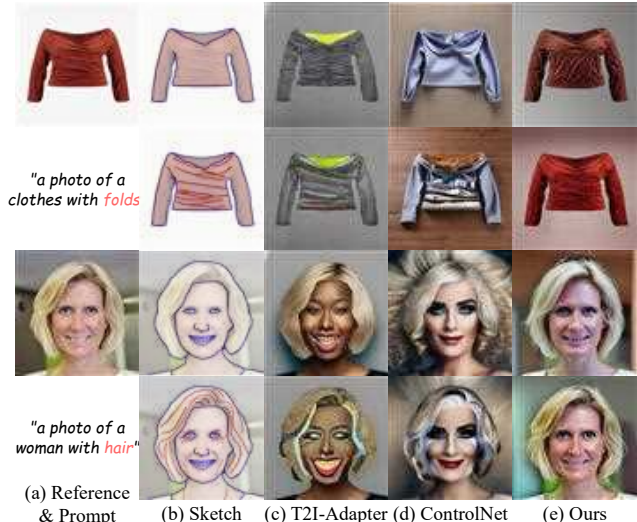 "a photo of a
clothes with folds
"a photo of a
woman with hair"
(a) Reference
& Prompt
(b) Sketch
(c) T2I-Adapter
(d) ControlNet
(e) Ours